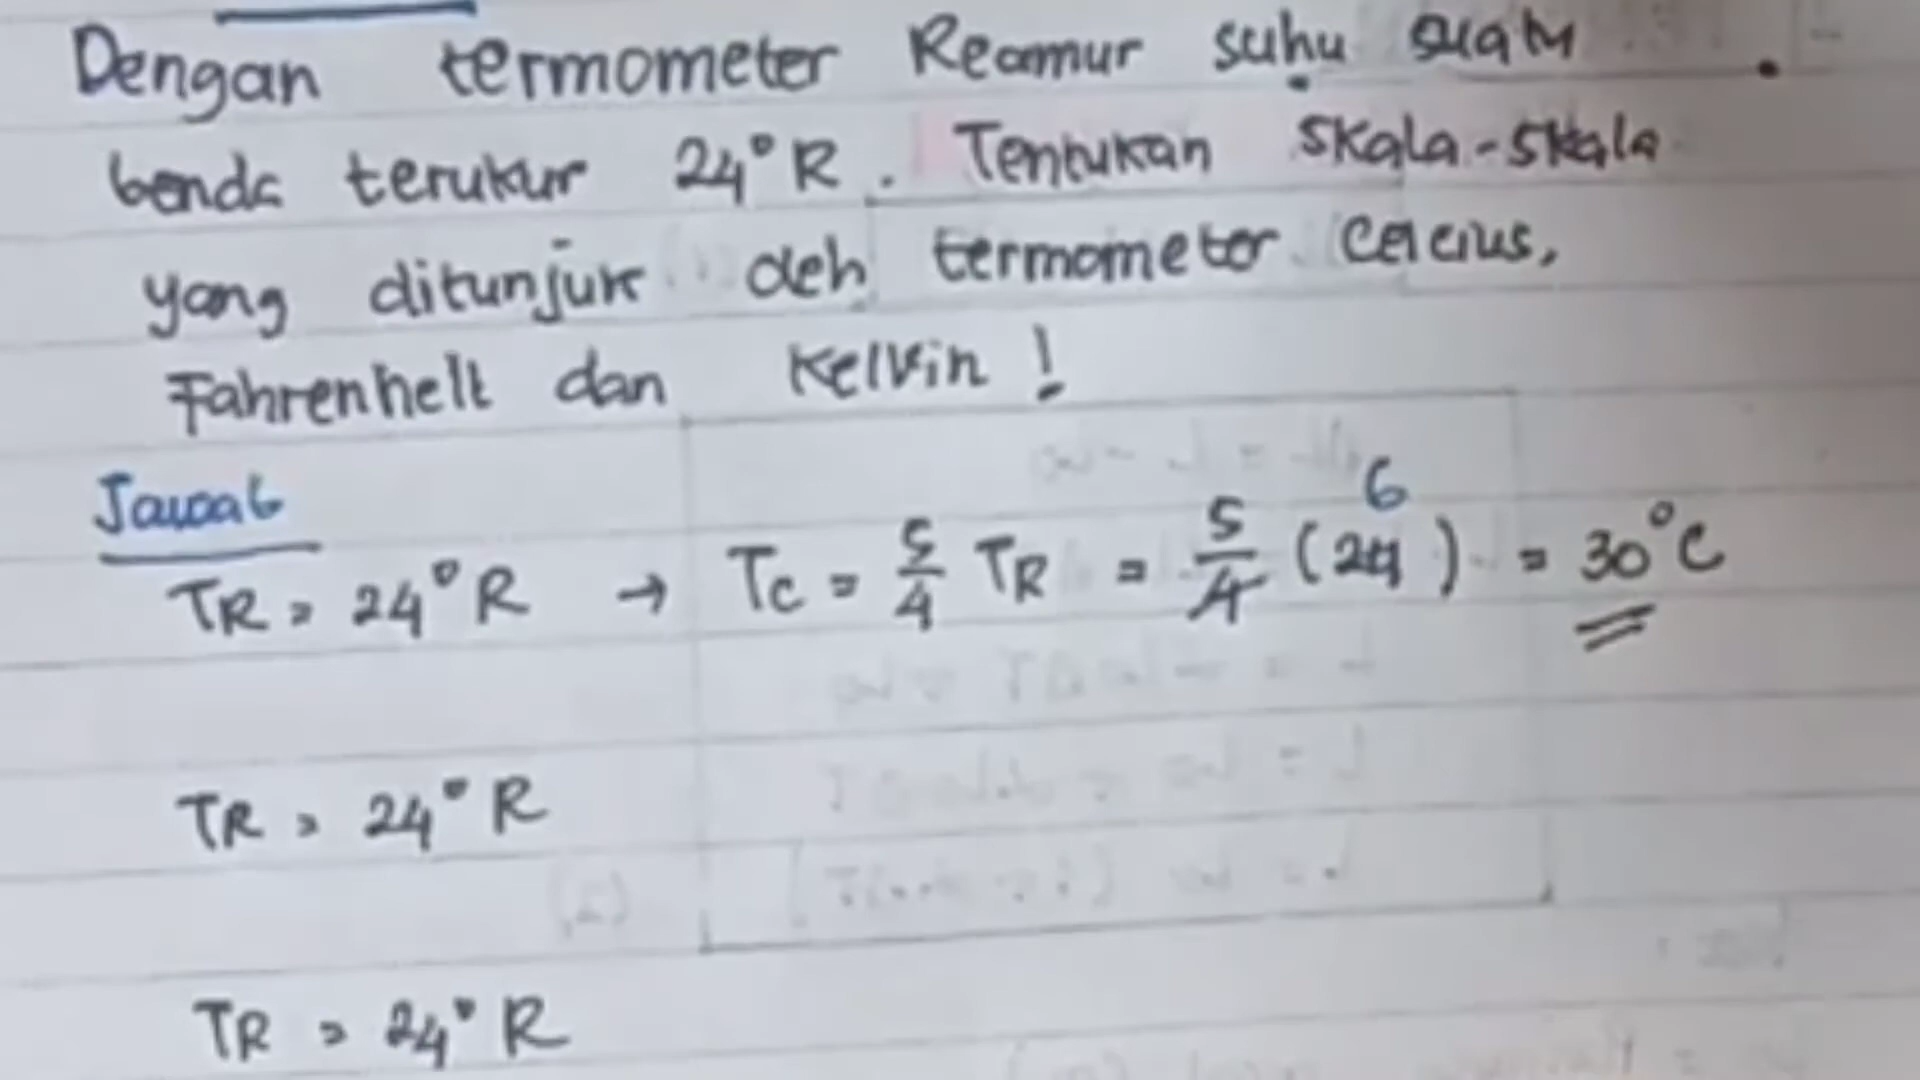 Dengan termometer Reamur suhu suatu
benda terukur 24° R. Tentukan skala-skala
yang ditunjuk oleh termometer Celcius,
Fahrenhelt dan Kelvin !
Jawab
TR = 24° R → Tc = 5/4 TR = 5/4 (24) 6 = 30°C
TR = 24° R
TR = 24° R